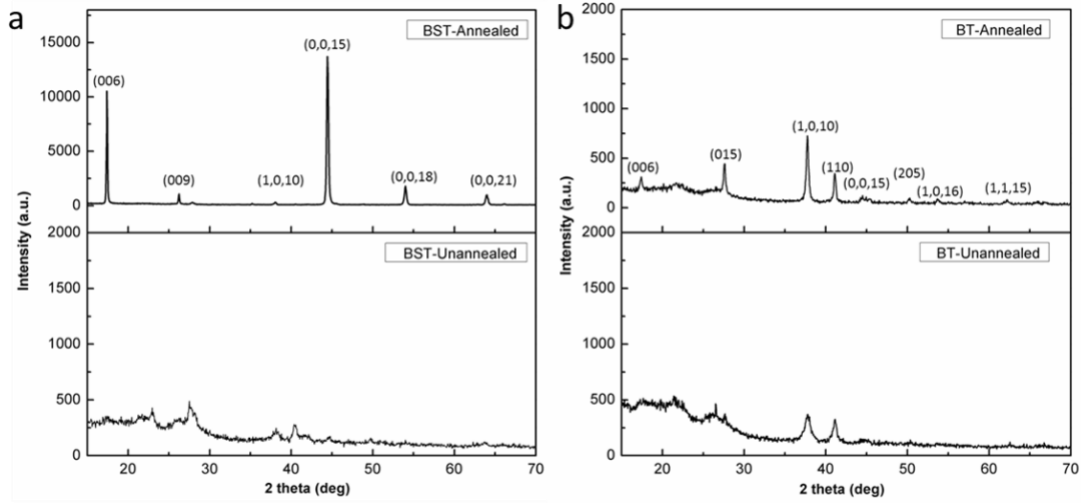 a
BST-Annealed
15000
10000
5000
0
(006)
(009)
(1,0,10)
(0,0,15)
(0,0,18)
(0,0,21)
BST-Unannealed
2000
1500
1000
500
0
Intensity (a.u.)
20 30 40 50 60 70
2 theta (deg)
b
BT-Annealed
2000
1500
1000
500
0
(006)
(015)
(1,0,10)
(110)
(0,0,15)
(205)
(1,0,16)
(1,1,15)
BT-Unannealed
2000
1500
1000
500
0
Intensity (a.u.)
20 30 40 50 60 70
2 theta (deg)